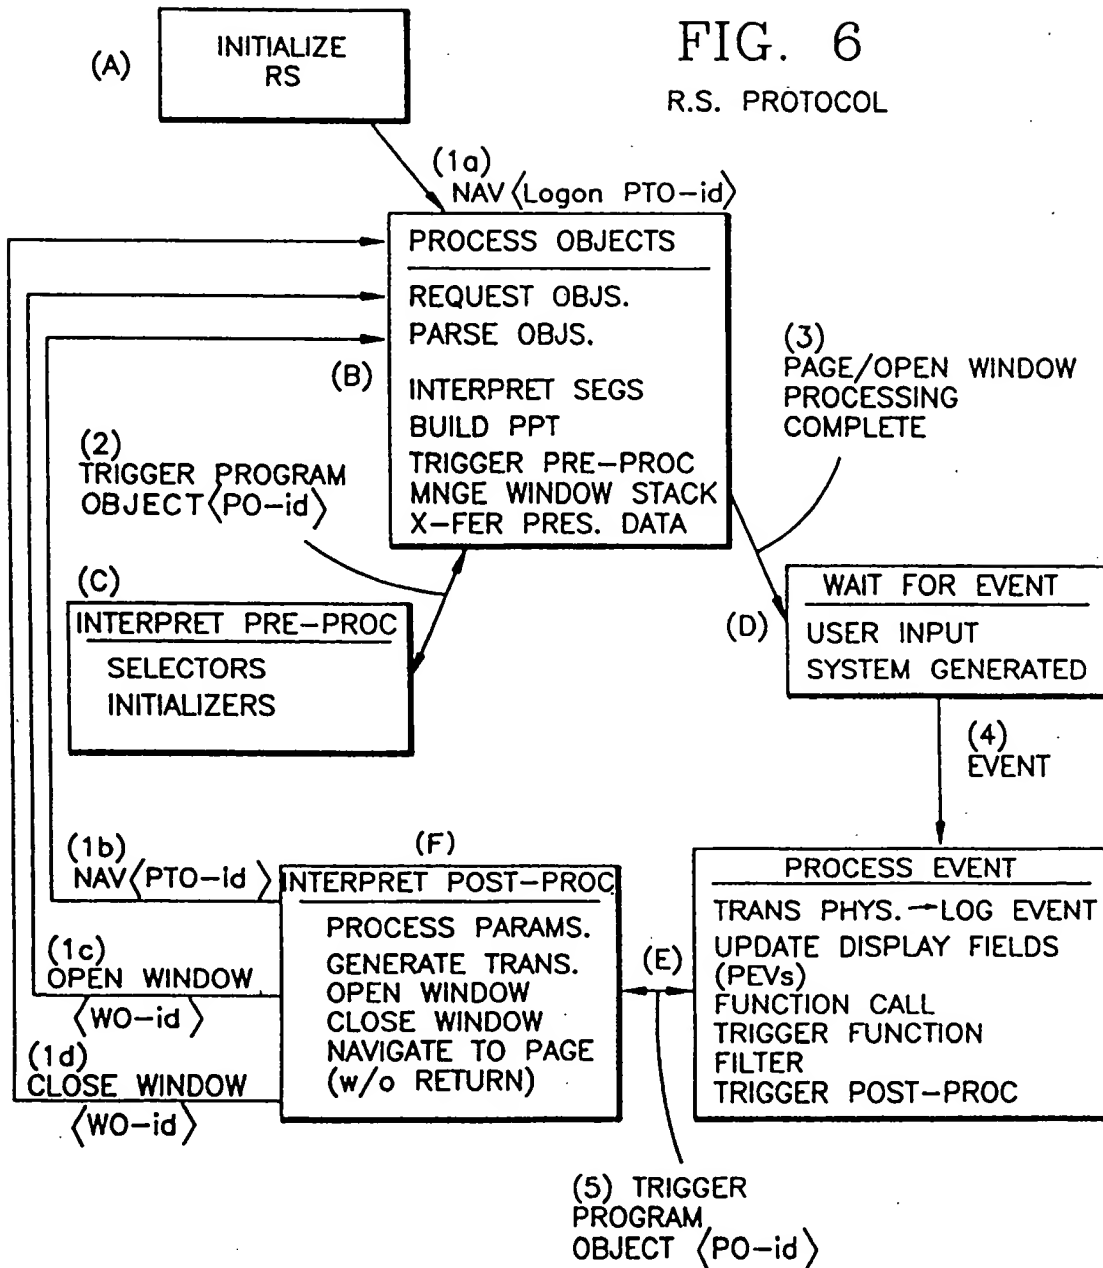 FIG. 6
R.S. PROTOCOL
(A)
INITIALIZE
RS
(1a)
NAV〈Logon PTO-id〉
PROCESS OBJECTS
REQUEST OBJS.
PARSE OBJS.
(B)
INTERPRET SEGS
BUILD PPT
TRIGGER PRE-PROC
MNGE WINDOW STACK
X-FER PRES. DATA
(2)
TRIGGER PROGRAM
OBJECT〈PO-id〉
(3)
PAGE/OPEN WINDOW
PROCESSING
COMPLETE
(C)
INTERPRET PRE-PROC
SELECTORS
INITIALIZERS
(D)
WAIT FOR EVENT
USER INPUT
SYSTEM GENERATED
(4)
EVENT
(1b)
NAV〈PTO-id〉
(1c)
OPEN WINDOW
〈WO-id〉
(1d)
CLOSE WINDOW
〈WO-id〉
(F)
INTERPRET POST-PROC
PROCESS PARAMS.
GENERATE TRANS.
OPEN WINDOW
CLOSE WINDOW
NAVIGATE TO PAGE
(w/o RETURN)
(E)
PROCESS EVENT
TRANS PHYS.→LOG EVENT
UPDATE DISPLAY FIELDS
(PEVs)
FUNCTION CALL
TRIGGER FUNCTION
FILTER
TRIGGER POST-PROC
(5) TRIGGER
PROGRAM
OBJECT 〈PO-id〉